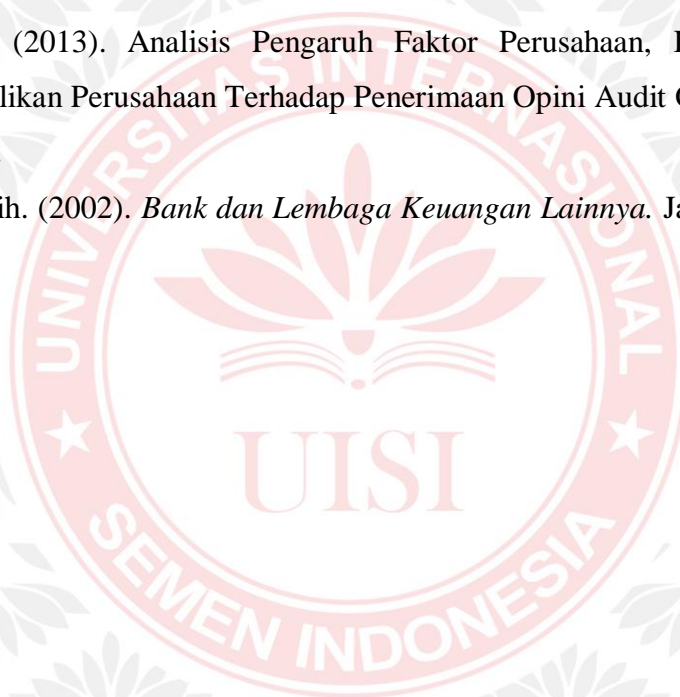 (2013). Analisis Pengaruh Faktor Perusahaan,
likan Perusahaan Terhadap Penerimaan Opini Audit
ih. (2002). Bank dan Lembaga Keuangan Lainnya.
UNIVERSITAS INTERNASIONAL
UISI
SEMEN INDONESIA